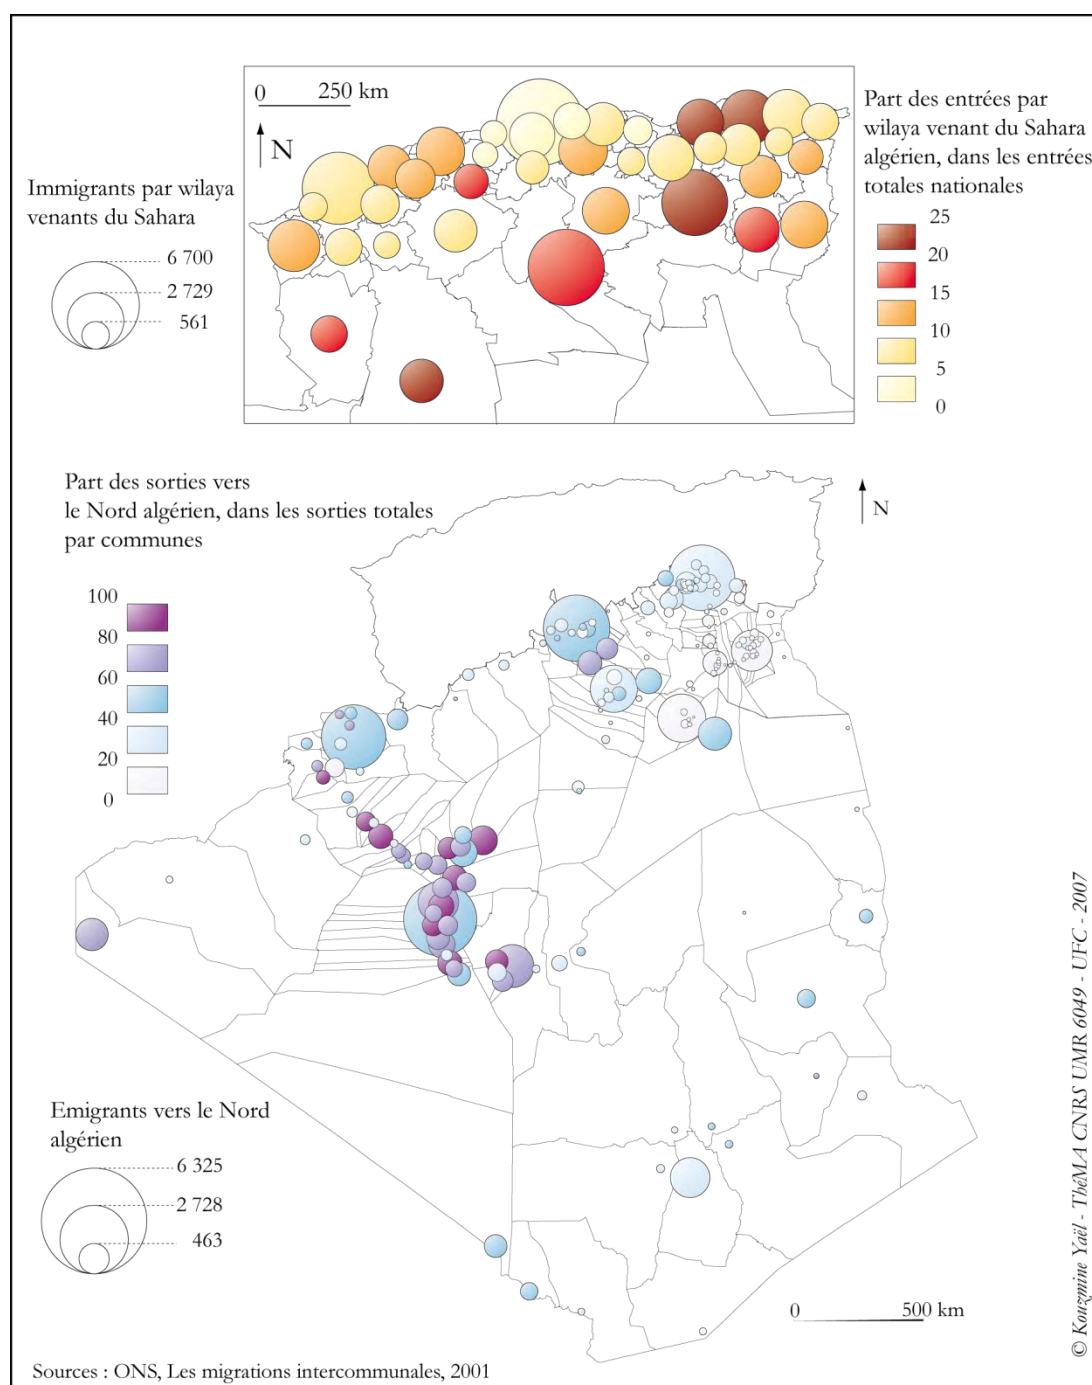 0 250 km
N
Immigrants par wilaya
venants du Sahara
6 700
2 729
561
Part des entrées par
wilaya venant du Sahara
algérien, dans les entrées
totales nationales
25
20
15
10
5
0
Part des sorties vers
le Nord algérien, dans les sorties totales
par communes
100
80
60
40
20
0
N
Emigrants vers le Nord
algérien
6 325
2 728
463
0 500 km
Sources : ONS, Les migrations intercommunales, 2001
© Kouzmine Yaël - ThéMA CNRS UMR 6049 - UFC - 2007